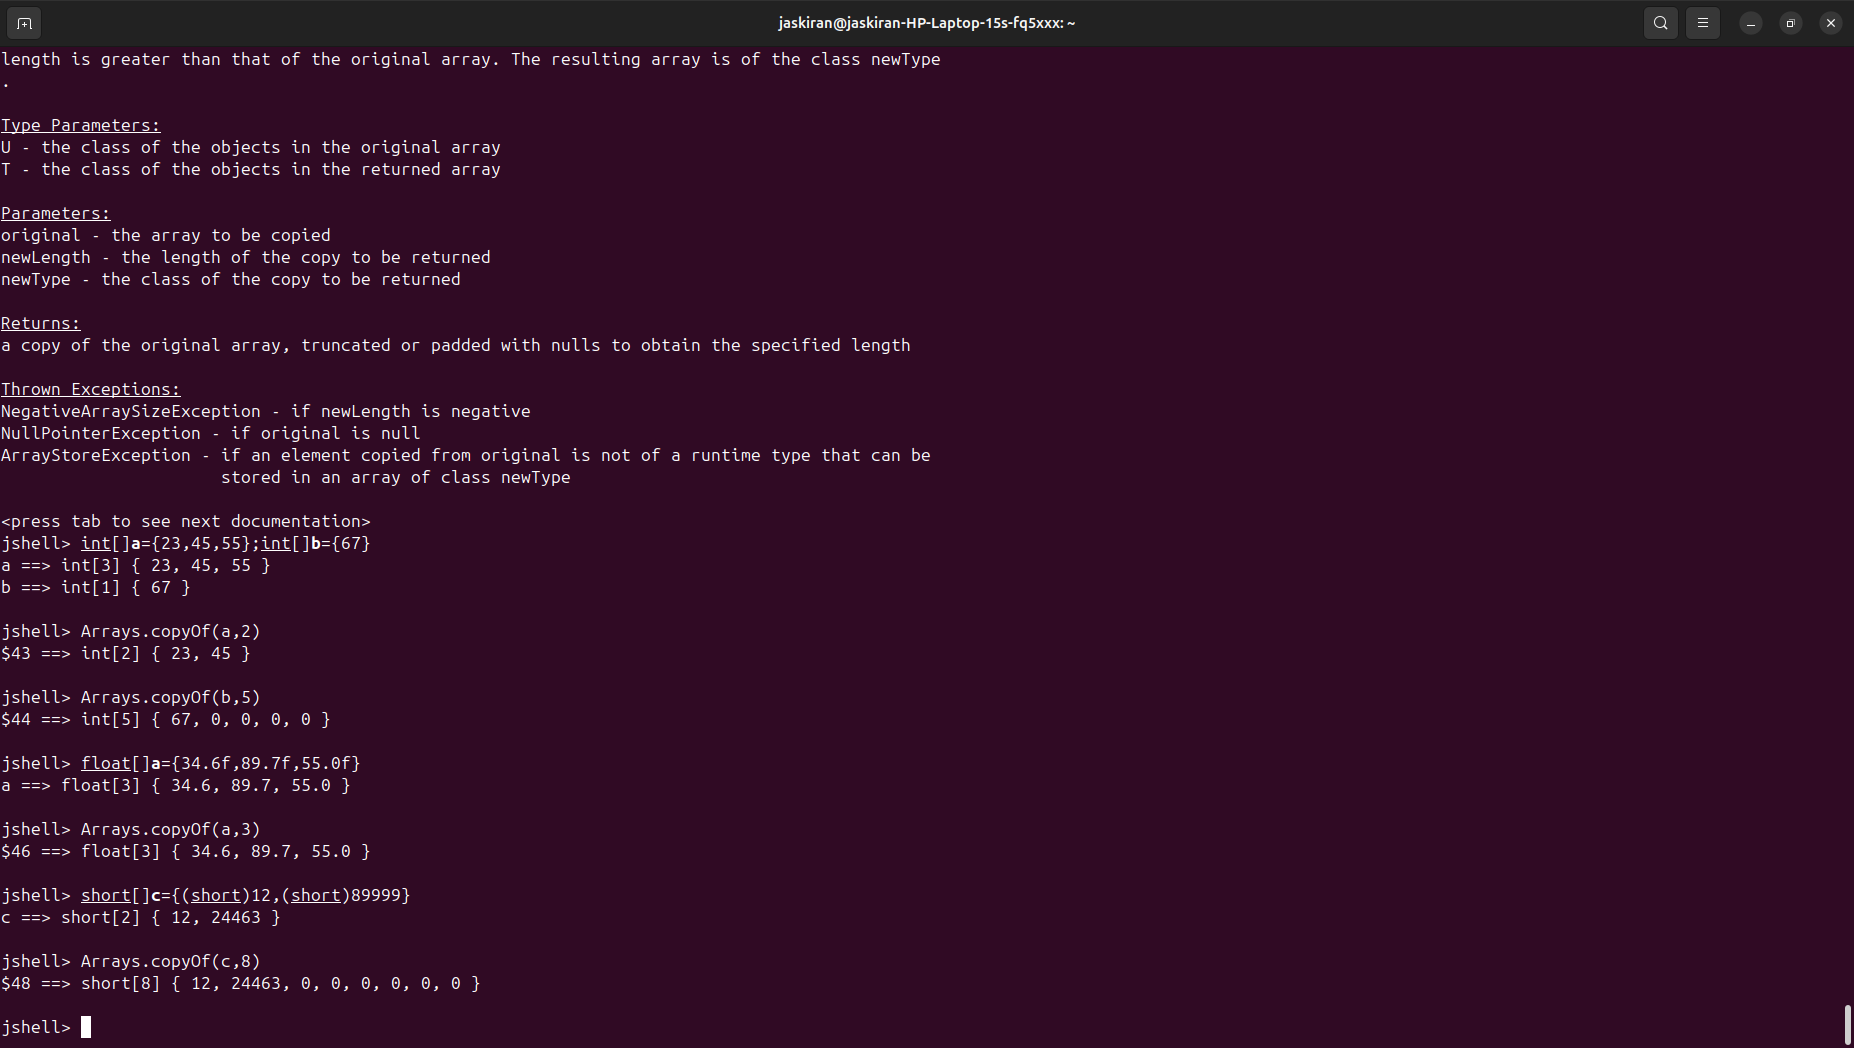 jaskiran@jaskiran-HP-Laptop-15s-fq5xxx: ~
length is greater than that of the original array. The resulting array is of the class newType
.
Type Parameters:
U - the class of the objects in the original array
T - the class of the objects in the returned array
Parameters:
original - the array to be copied
newLength - the length of the copy to be returned
newType - the class of the copy to be returned
Returns:
a copy of the original array, truncated or padded with nulls to obtain the specified length
Thrown Exceptions:
NegativeArraySizeException - if newLength is negative
NullPointerException - if original is null
ArrayStoreException - if an element copied from original is not of a runtime type that can be
stored in an array of class newType
<press tab to see next documentation>
jshell> int[]a={23,45,55};int[]b={67}
a ==> int[3] { 23, 45, 55 }
b ==> int[1] { 67 }
jshell> Arrays.copyOf(a,2)
$43 ==> int[2] { 23, 45 }
jshell> Arrays.copyOf(b,5)
$44 ==> int[5] { 67, 0, 0, 0, 0 }
jshell> float[]a={34.6f,89.7f,55.0f}
a ==> float[3] { 34.6, 89.7, 55.0 }
jshell> Arrays.copyOf(a,3)
$46 ==> float[3] { 34.6, 89.7, 55.0 }
jshell> short[]c={(short)12,(short)89999}
c ==> short[2] { 12, 24463 }
jshell> Arrays.copyOf(c,8)
$48 ==> short[8] { 12, 24463, 0, 0, 0, 0, 0, 0 }
jshell>